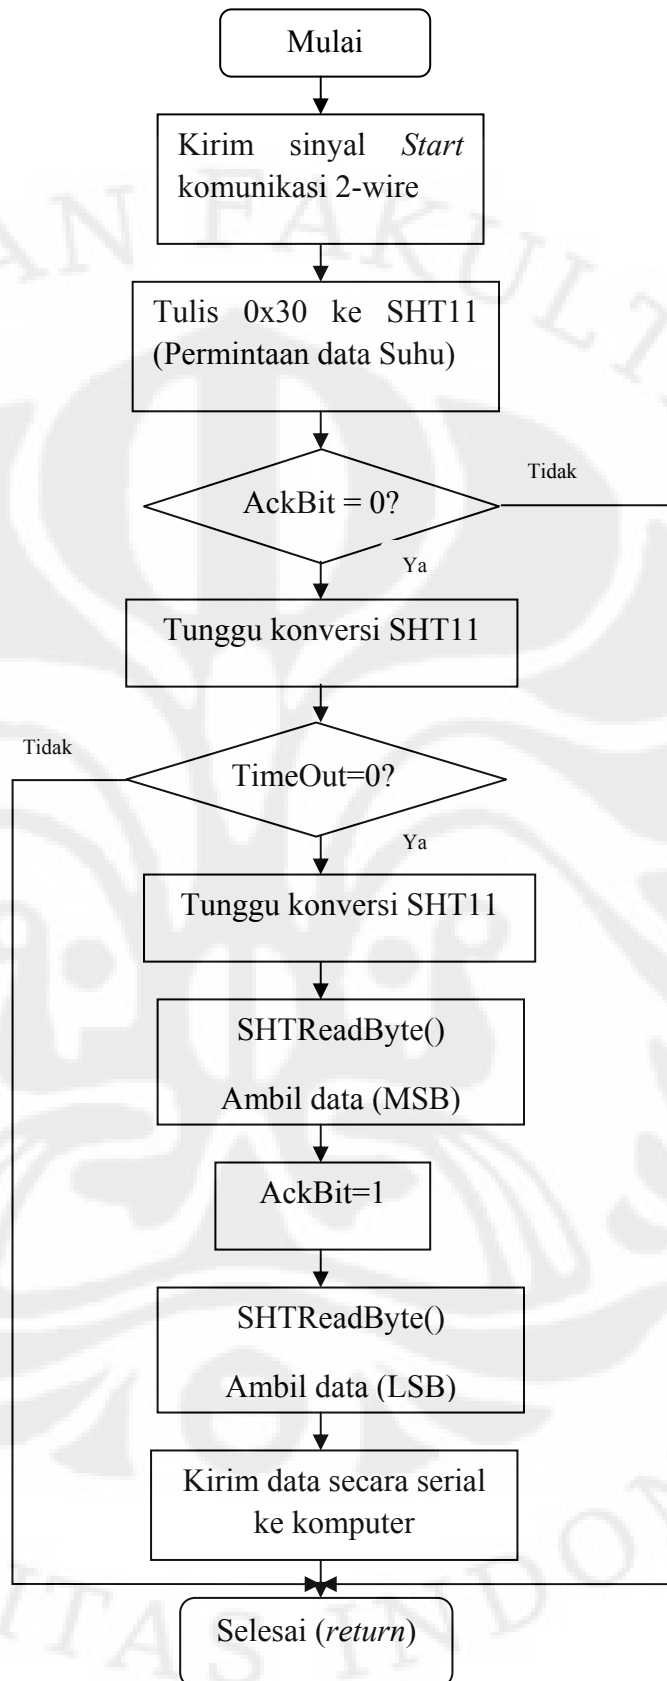 Mulai
Kirim sinyal Start
komunikasi 2-wire
Tulis 0x30 ke SHT11
(Permintaan data Suhu)
AckBit = 0?
Tidak
Ya
Tunggu konversi SHT11
Tidak
TimeOut=0?
Ya
Tunggu konversi SHT11
SHTReadByte()
Ambil data (MSB)
AckBit=1
SHTReadByte()
Ambil data (LSB)
Kirim data secara serial
ke komputer
Selesai (return)